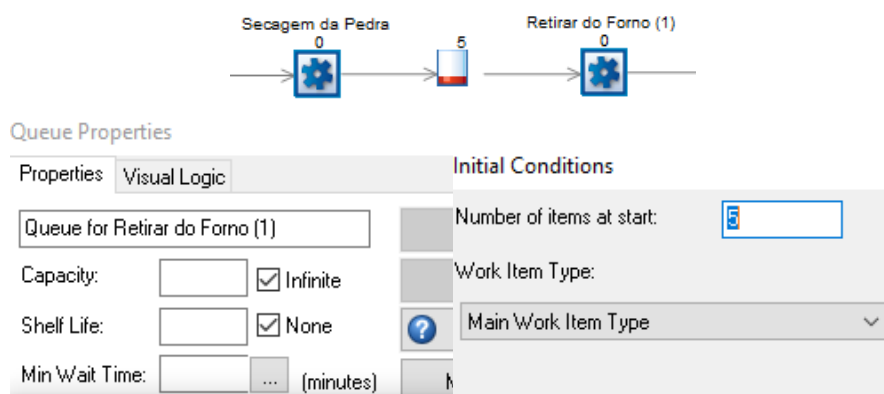 Secagem da Pedra
0
5
Retirar do Forno (1)
0
Queue Properties
Properties
Visual Logic
Queue for Retirar do Forno (1)
Capacity:
Infinite
Shelf Life:
None
Min Wait Time:
...
(minutes)
Initial Conditions
Number of items at start:
5
Work Item Type:
Main Work Item Type